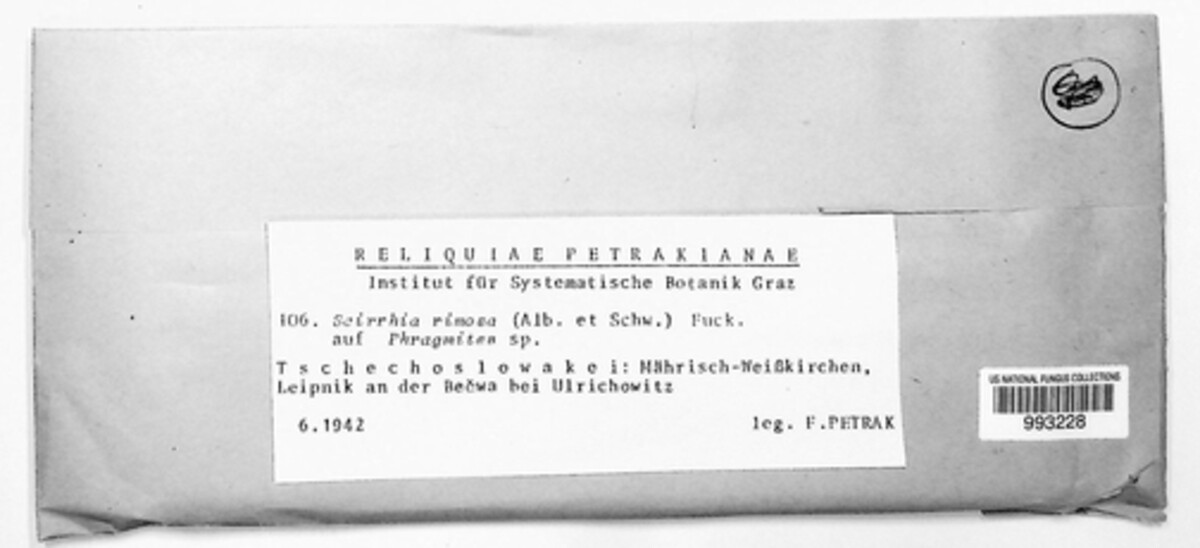 RELIQUIAE PETRAKIANAE
Institut für Systematische Botanik Graz
106. Scirrhia rimosa (Alb. et Schw.) Fuck.
auf Phragmites sp.
Tschechoslowakei: Mährisch-Weißkirchen,
Leipnik an der Bečwa bei Ulrichowitz
6.1942 leg. F.PETRAK
US NATIONAL FUNGUS COLLECTIONS
993228